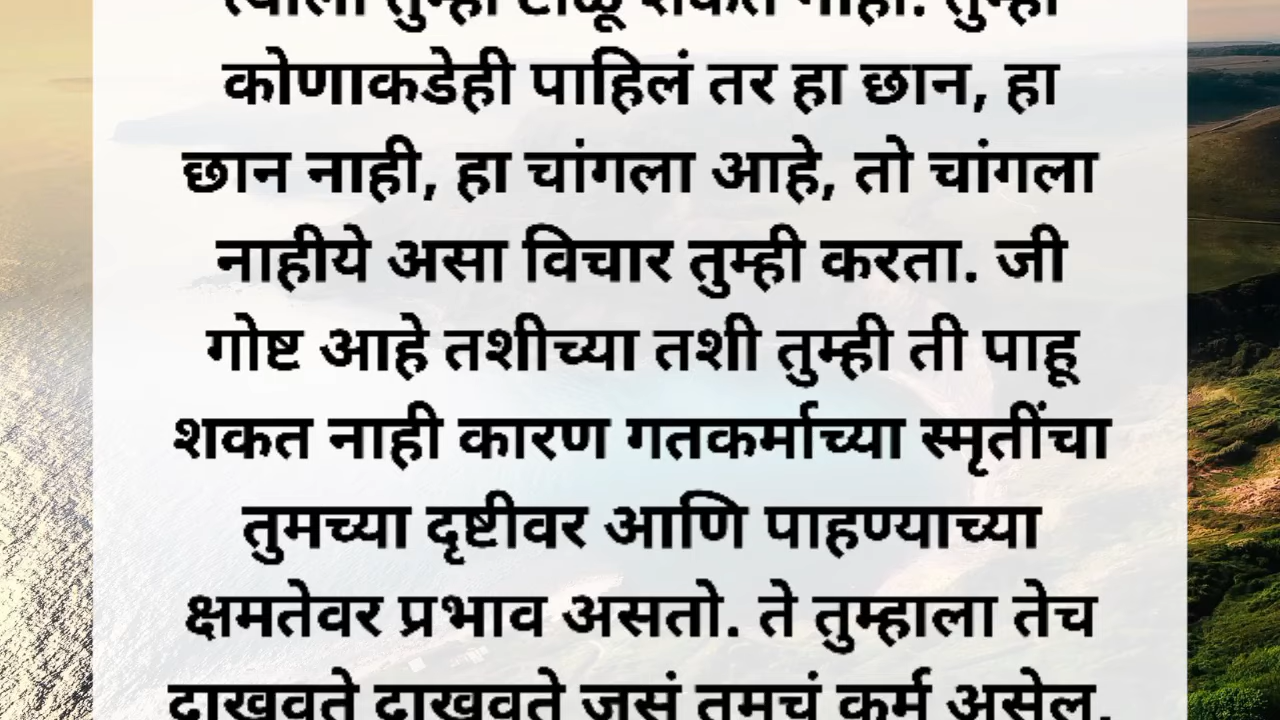 त्याला तुम्ही टाळू शकत नाही. तुम्ही
कोणाकडेही पाहिलं तर हा छान, हा
छान नाही, हा चांगला आहे, तो चांगला
नाहीये असा विचार तुम्ही करता. जी
गोष्ट आहे तशीच्या तशी तुम्ही ती पाहू
शकत नाही कारण गतकर्माच्या स्मृतींचा
तुमच्या दृष्टीवर आणि पाहण्याच्या
क्षमतेवर प्रभाव असतो. ते तुम्हाला तेच
दाखवते दाखवते जसं तुमचं कर्म असेल.